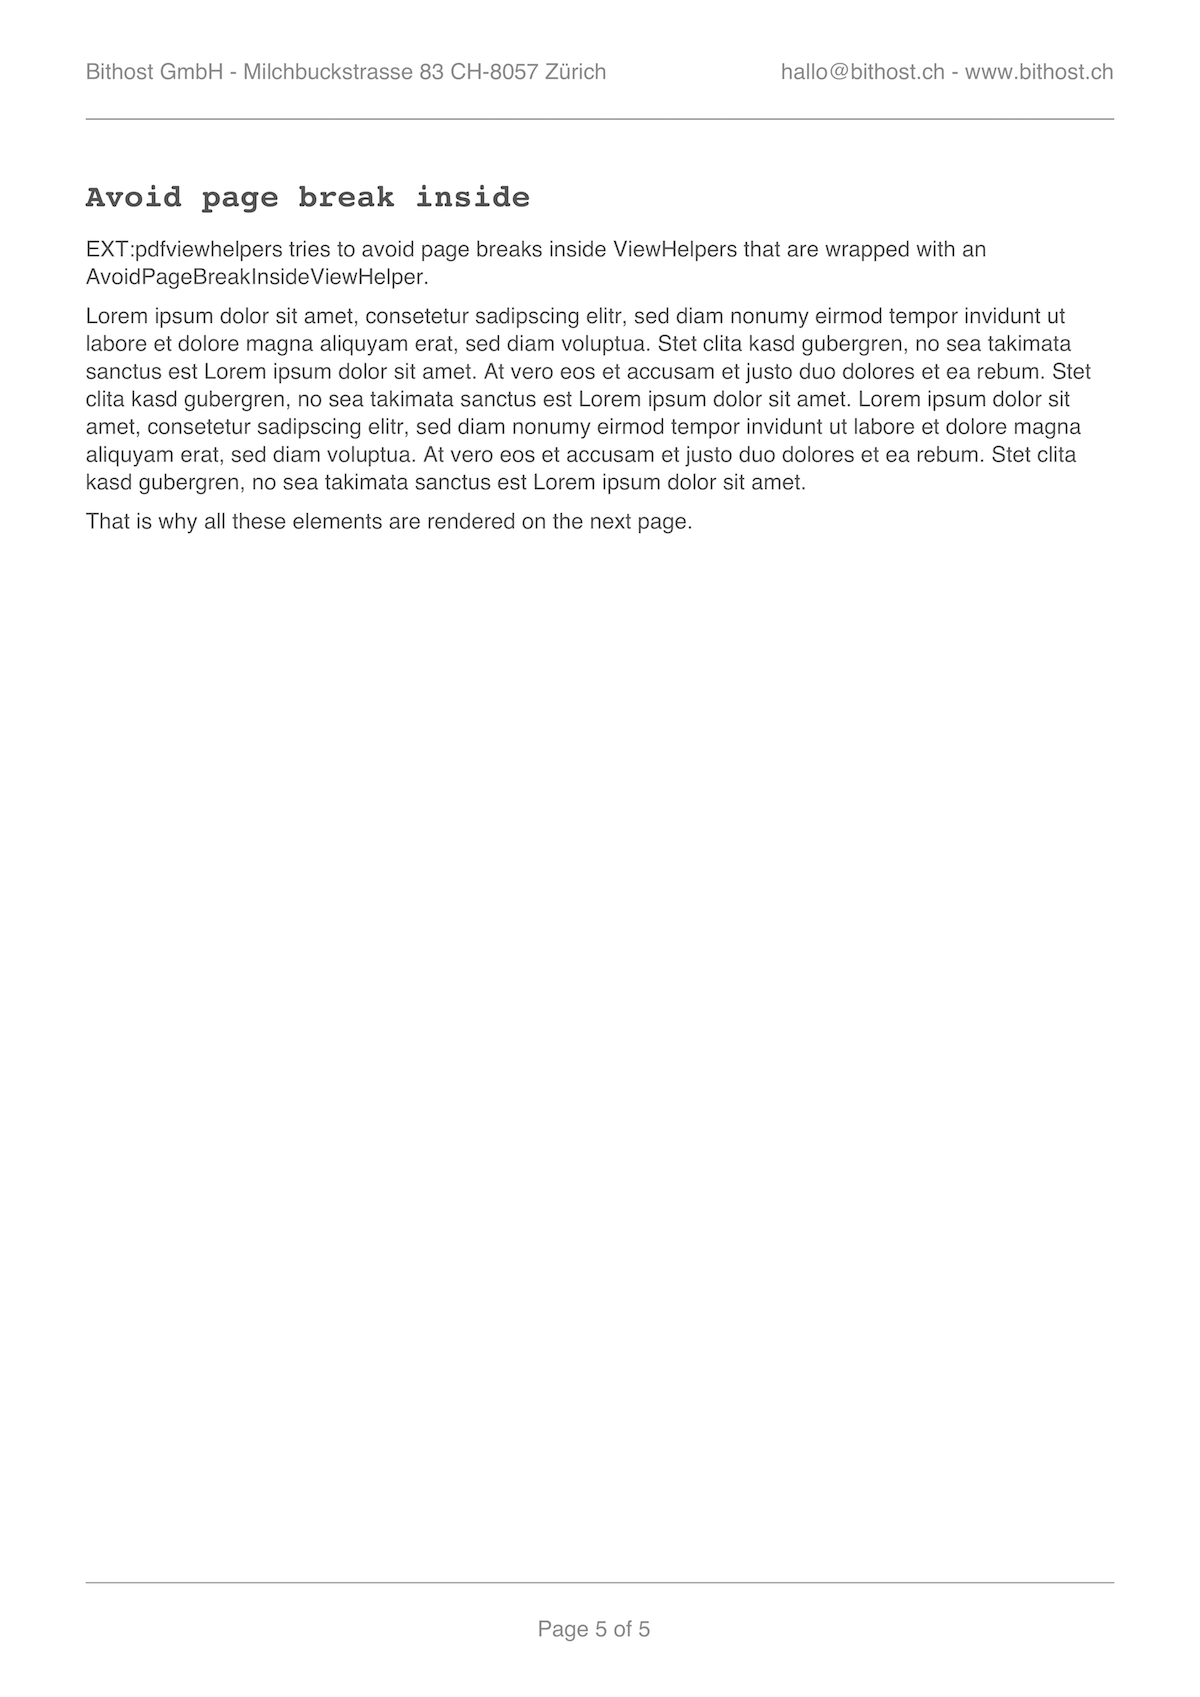 Bithost GmbH - Milchbuckstrasse 83 CH-8057 Zürich hallo@bithost.ch - www.bithost.ch
Avoid page break inside
EXT:pdfviewhelpers tries to avoid page breaks inside ViewHelpers that are wrapped with an
AvoidPageBreakInsideViewHelper.
Lorem ipsum dolor sit amet, consetetur sadipscing elitr, sed diam nonumy eirmod tempor invidunt ut
labore et dolore magna aliquyam erat, sed diam voluptua. Stet clita kasd gubergren, no sea takimata
sanctus est Lorem ipsum dolor sit amet. At vero eos et accusam et justo duo dolores et ea rebum. Stet
clita kasd gubergren, no sea takimata sanctus est Lorem ipsum dolor sit amet. Lorem ipsum dolor sit
amet, consetetur sadipscing elitr, sed diam nonumy eirmod tempor invidunt ut labore et dolore magna
aliquyam erat, sed diam voluptua. At vero eos et accusam et justo duo dolores et ea rebum. Stet clita
kasd gubergren, no sea takimata sanctus est Lorem ipsum dolor sit amet.
That is why all these elements are rendered on the next page.
Page 5 of 5